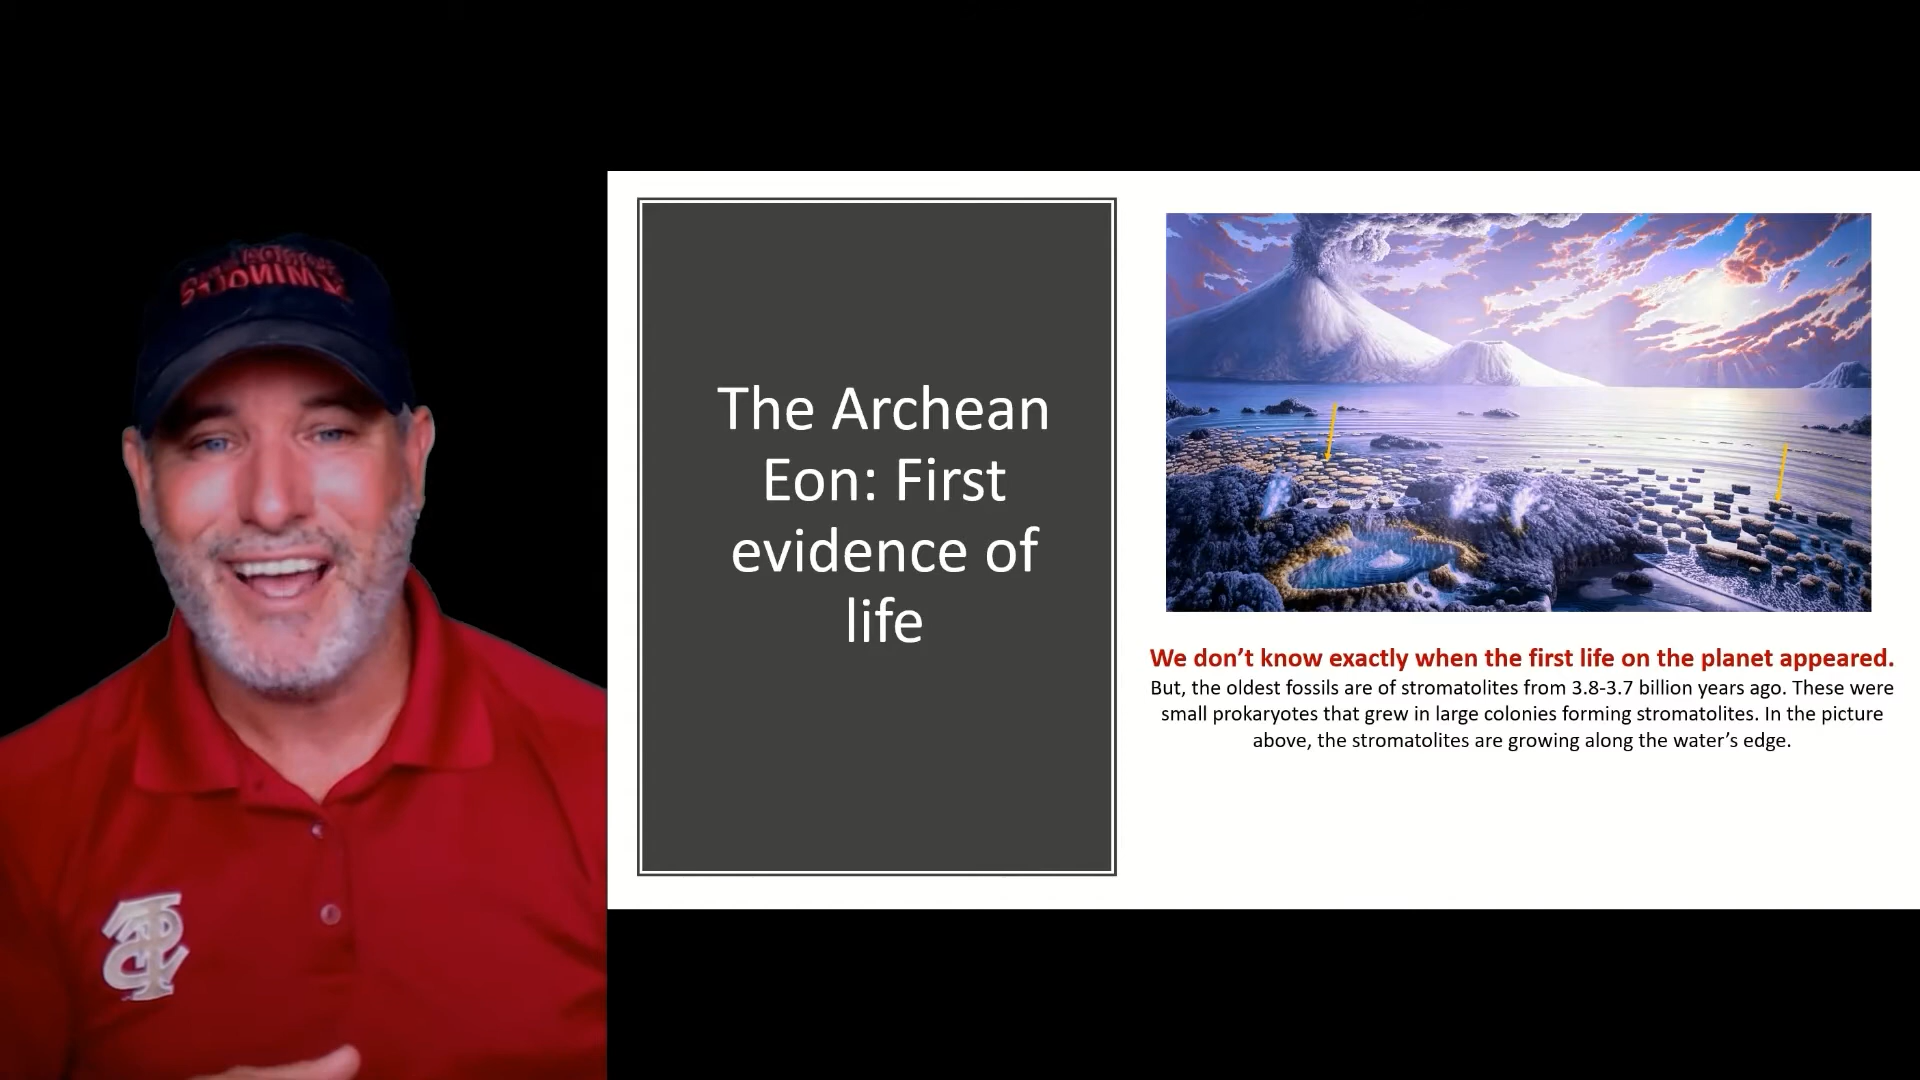 The Archean
Eon: First
evidence of
life
We don’t know exactly when the first life on the planet appeared.
But, the oldest fossils are of stromatolites from 3.8-3.7 billion years ago. These were
small prokaryotes that grew in large colonies forming stromatolites. In the picture
above, the stromatolites are growing along the water’s edge.